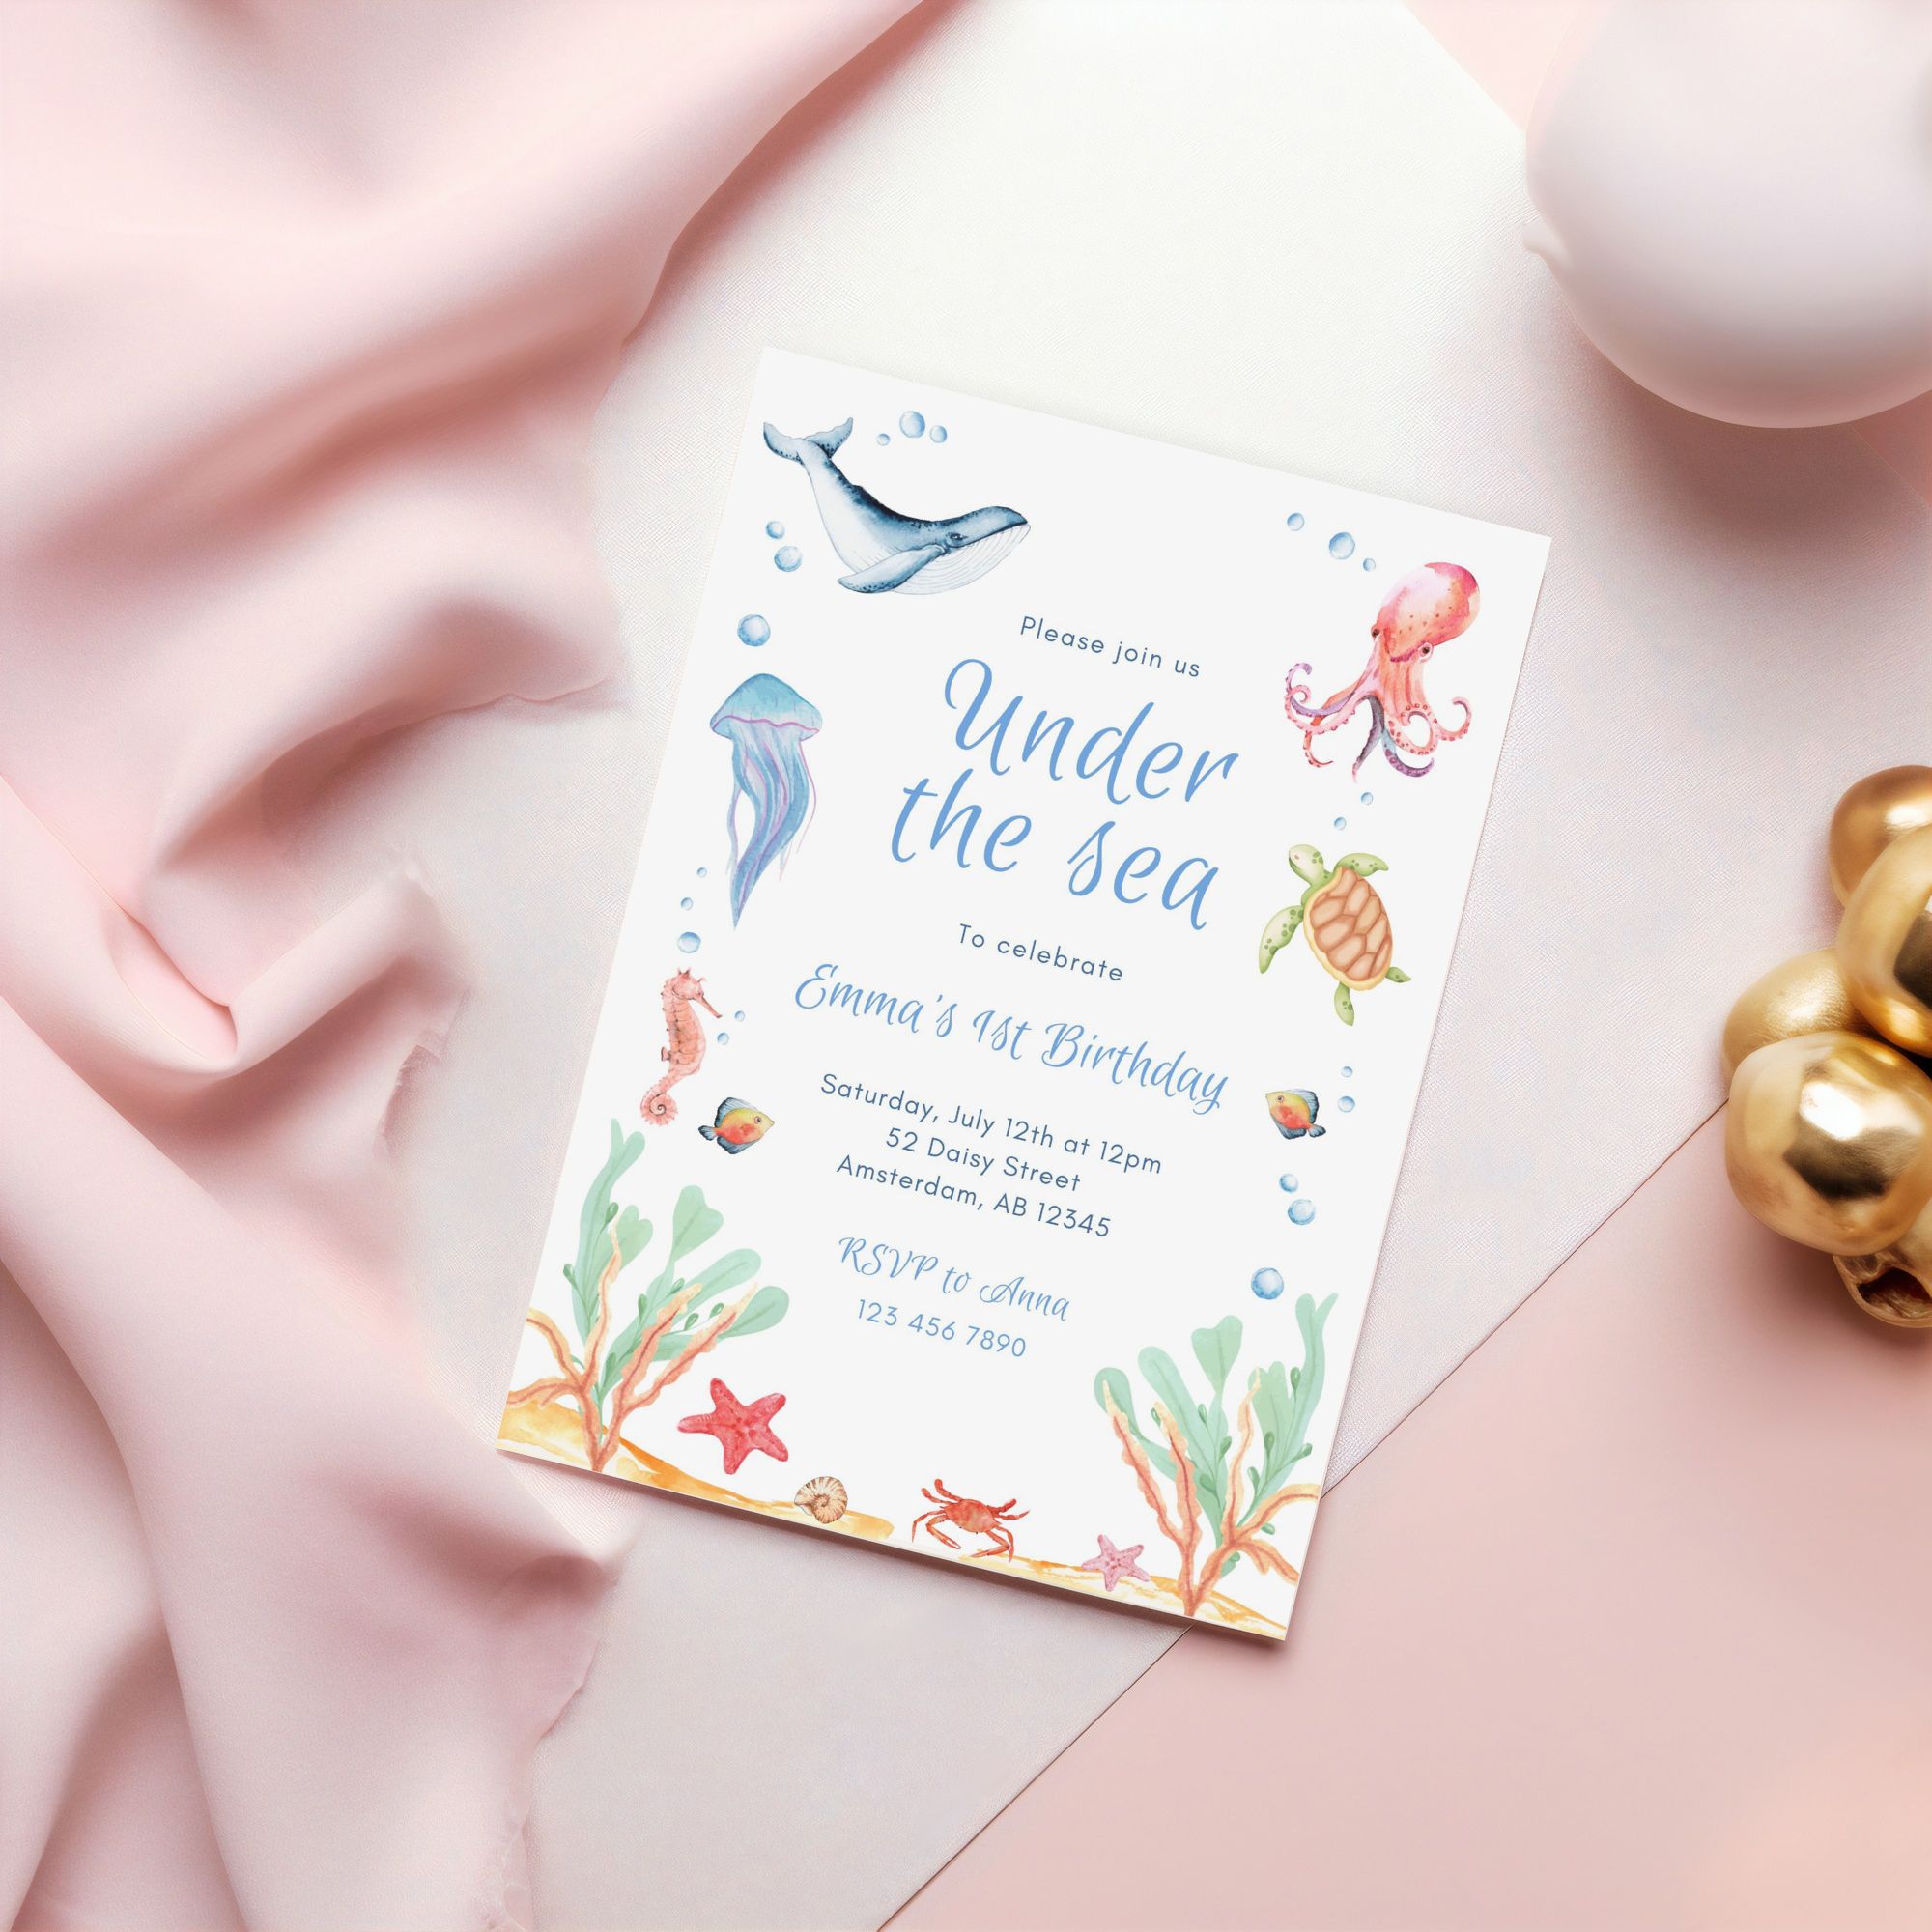 Please join us
Under
the sea
To celebrate
Emma's 1st Birthday
Saturday, July 12th at 12pm
52 Daisy Street
Amsterdam, AB 12345
RSVP to Anna
123 456 7890